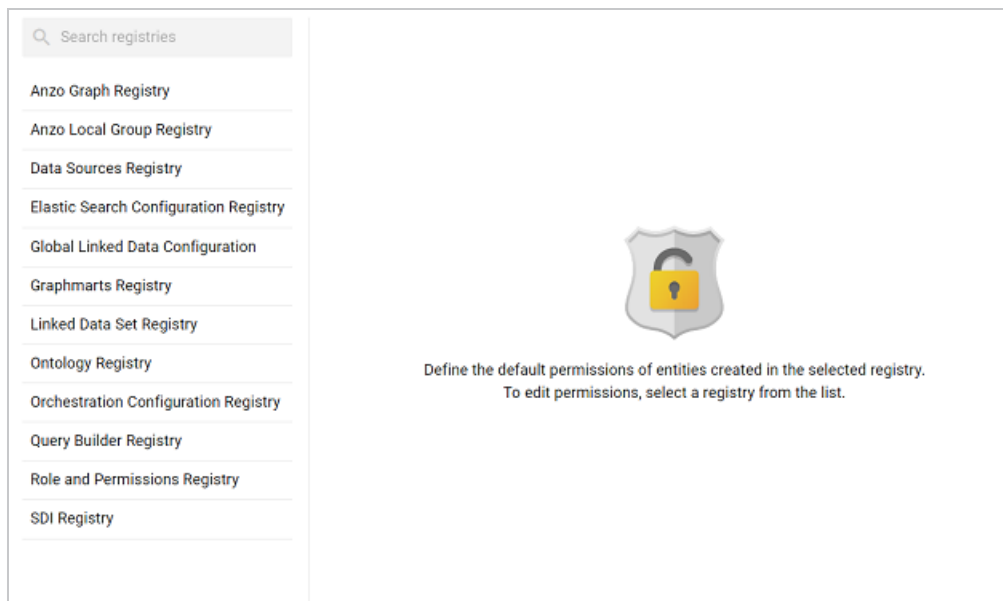 Search registries
Anzo Graph Registry
Anzo Local Group Registry
Data Sources Registry
Elastic Search Configuration Registry
Global Linked Data Configuration
Graphmarts Registry
Linked Data Set Registry
Ontology Registry
Orchestration Configuration Registry
Query Builder Registry
Role and Permissions Registry
SDI Registry
Define the default permissions of entities created in the selected registry.
To edit permissions, select a registry from the list.